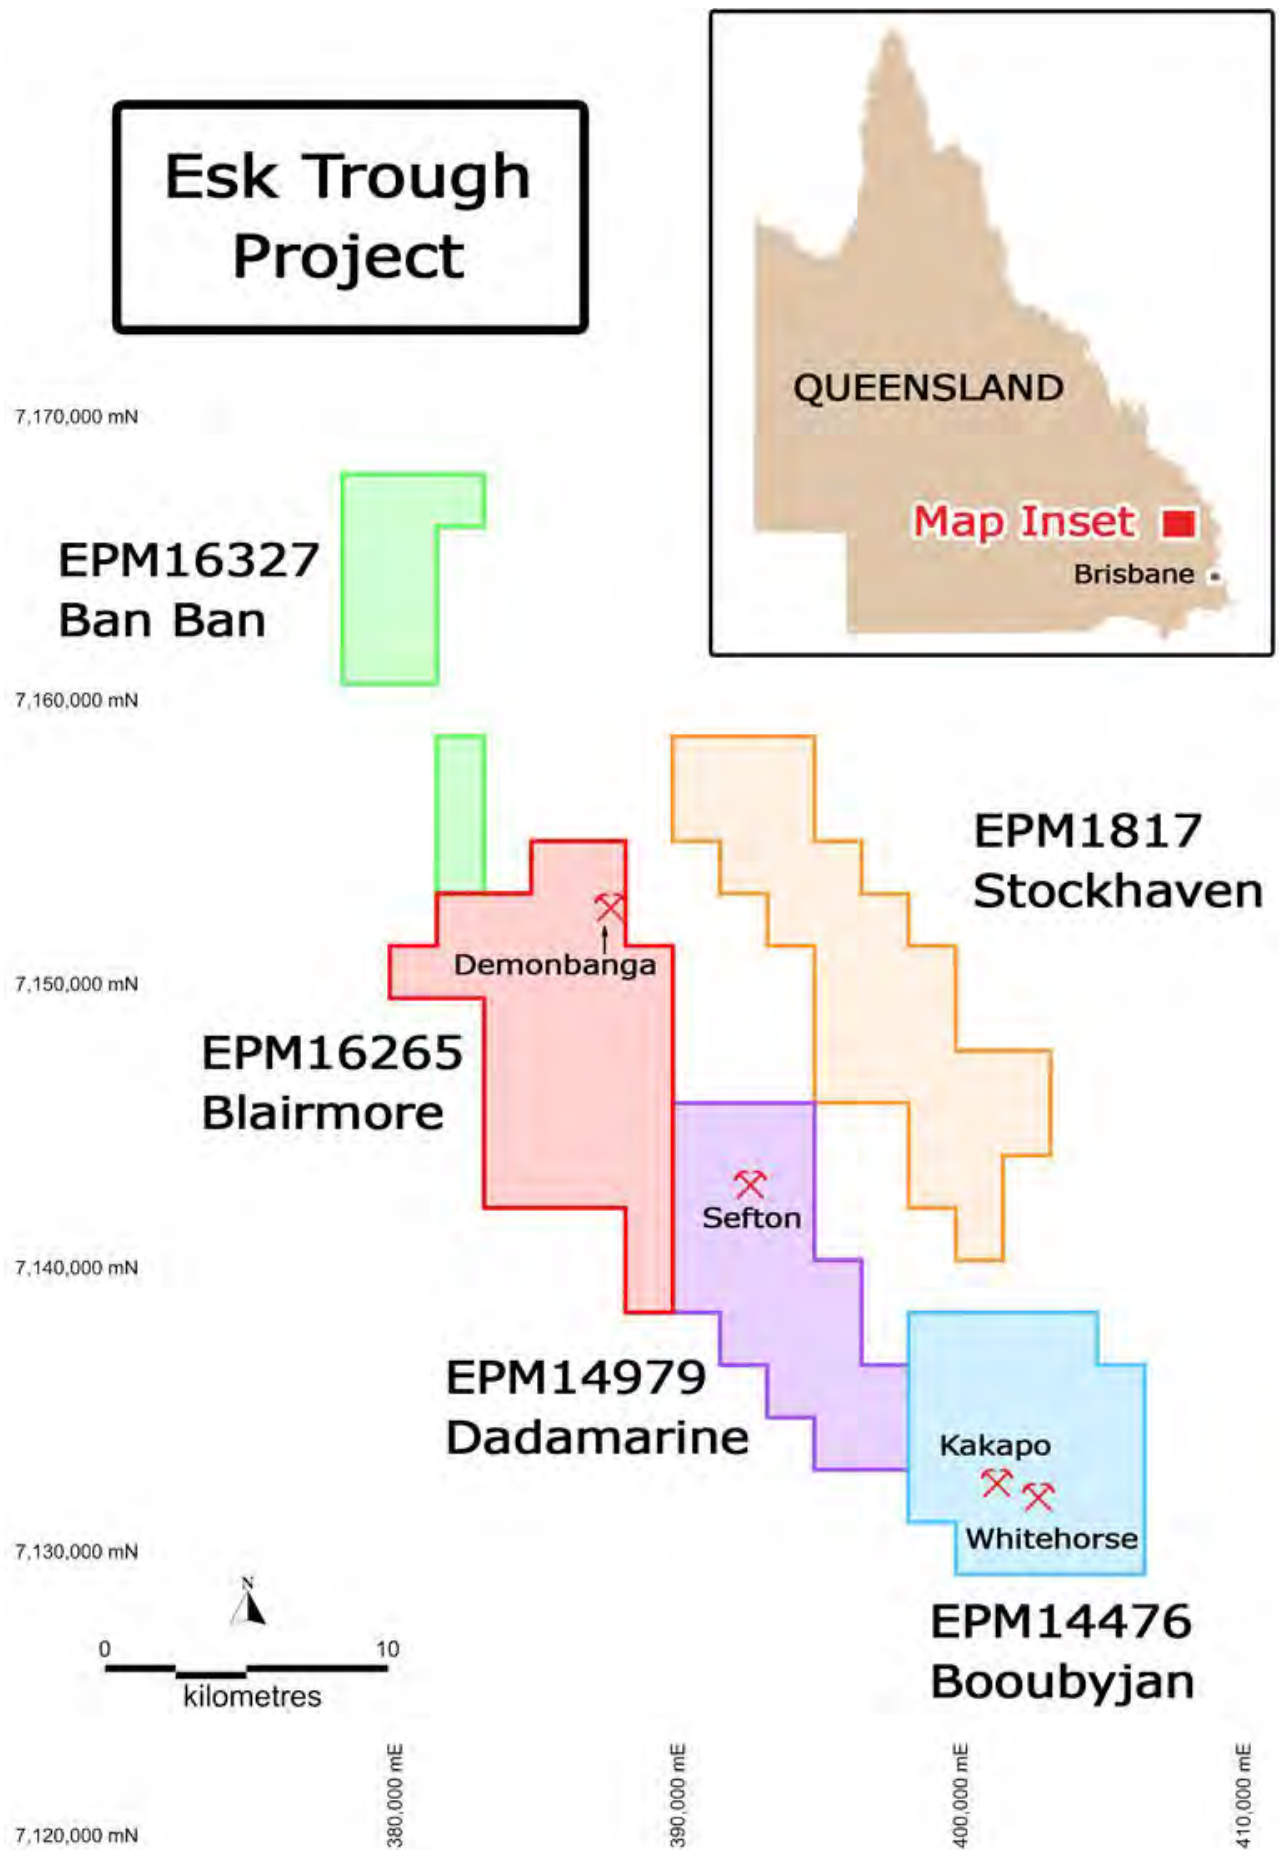 Esk Trough
Project
QUEENSLAND
Map Inset
Brisbane
7,170,000 mN
EPM16327
Ban Ban
7,160,000 mN
EPM1817
Stockhaven
Demonbanga
7,150,000 mN
EPM16265
Blairmore
Sefton
7,140,000 mN
EPM14979
Dadamarine
Kakapo
Whitehorse
7,130,000 mN
EPM14476
Booubyjan
N
0 10
kilometres
380,000 mE
390,000 mE
400,000 mE
410,000 mE
7,120,000 mN